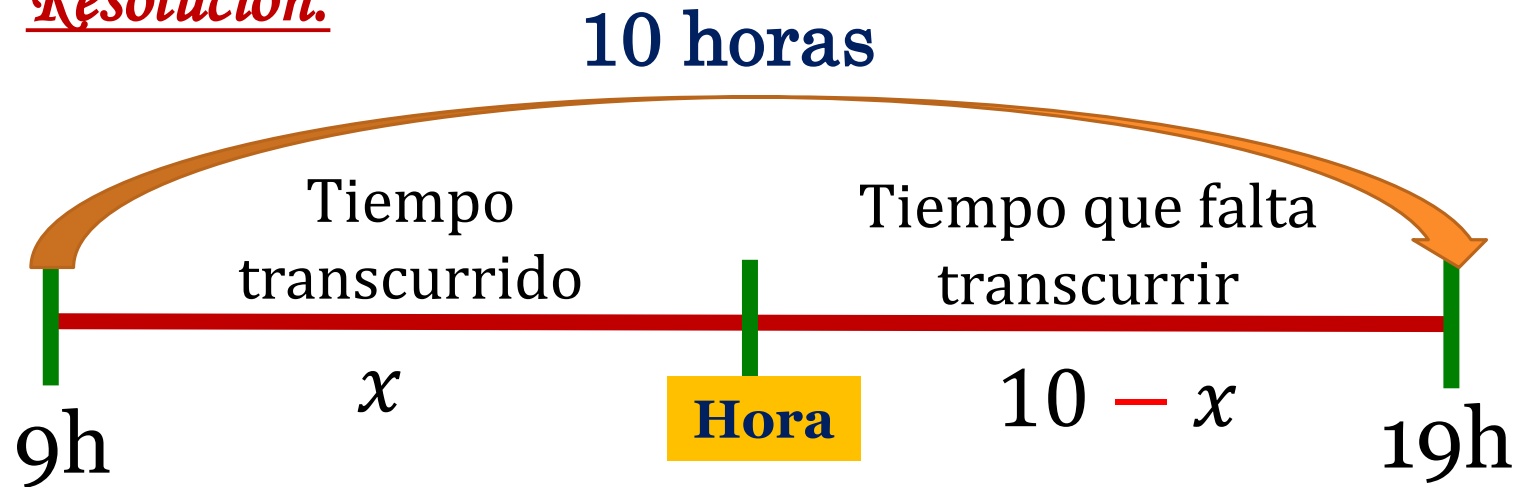 Resolución:
10 horas
Tiempo
transcurrido
Tiempo que falta
transcurrir
x
Hora
10 − x
9h
19h